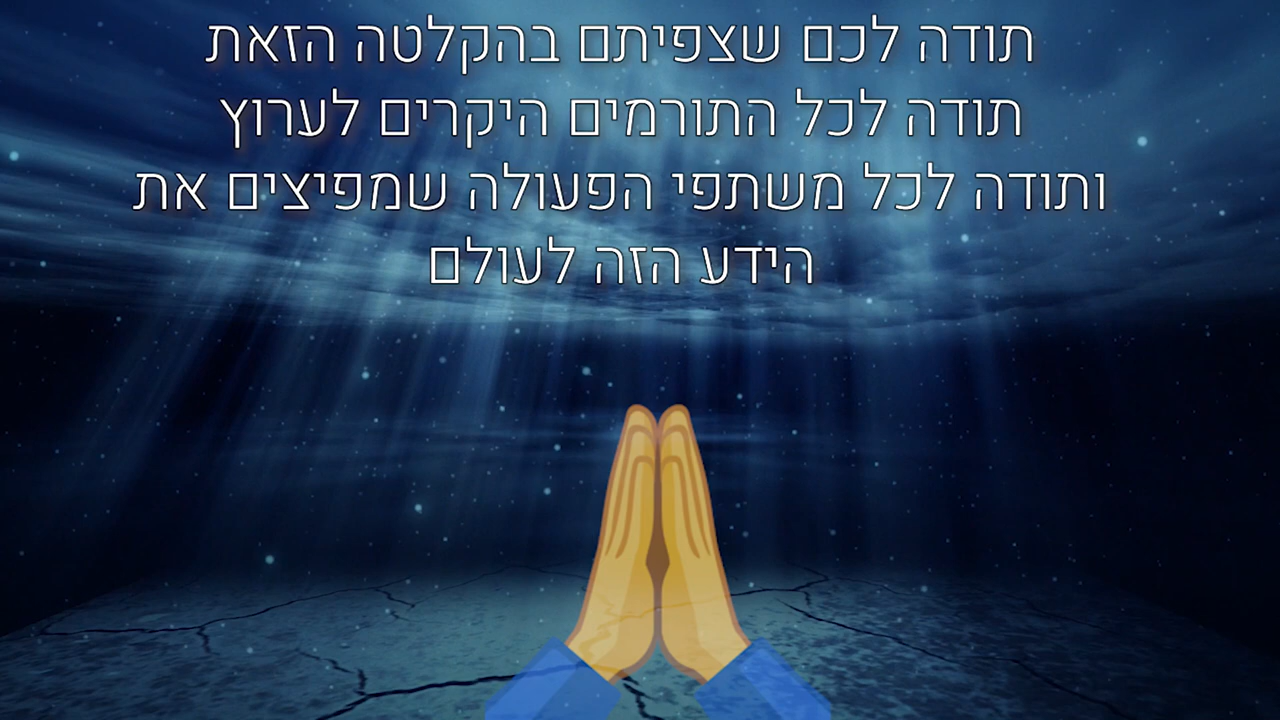 תודה לכם שצפיתם בהקלטה הזאת
תודה לכל התורמים היקרים לערוץ
ותודה לכל משתפי הפעולה שמפיצים את
הידע הזה לעולם